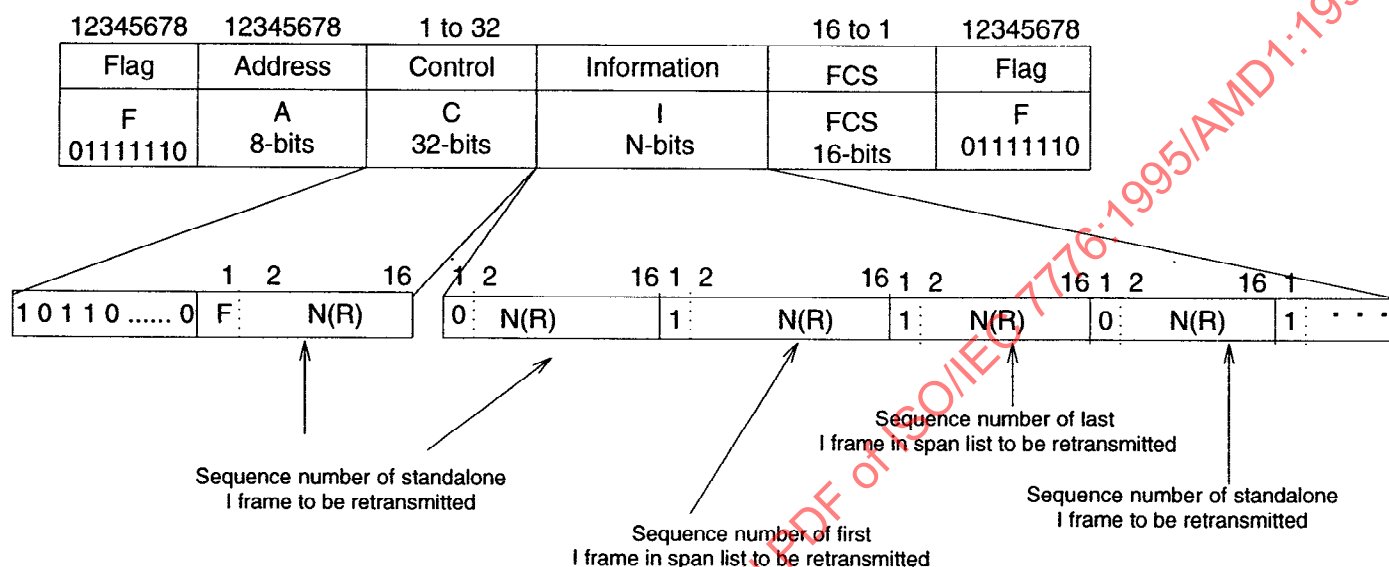 12345678 12345678 1 to 32 16 to 1 12345678
Flag Address Control Information FCS Flag
F A C I FCS F
01111110 8-bits 32-bits N-bits 16-bits 01111110
1 2 16 1 2 16 1 2 16 1 2 16 1 2 16 1
1 0 1 1 0 ...... 0 F N(R) 0 N(R) 1 N(R) 1 N(R) 0 N(R) 1 . . .
Sequence number of last
I frame in span list to be retransmitted
Sequence number of standalone
I frame to be retransmitted
Sequence number of standalone
I frame to be retransmitted
Sequence number of first
I frame in span list to be retransmitted
PDF of ISO/IEC 7776:1995/AMD1:199